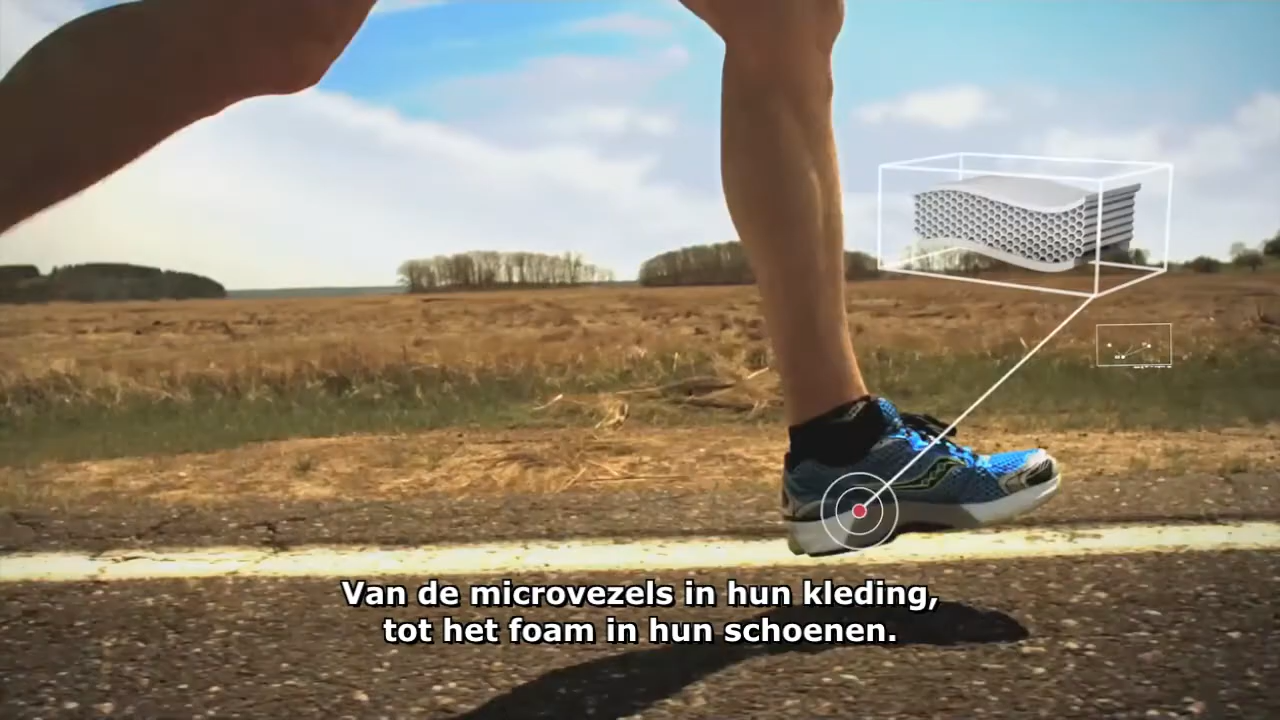 Van de microvezels in hun kleding,
tot het foam in hun schoenen.